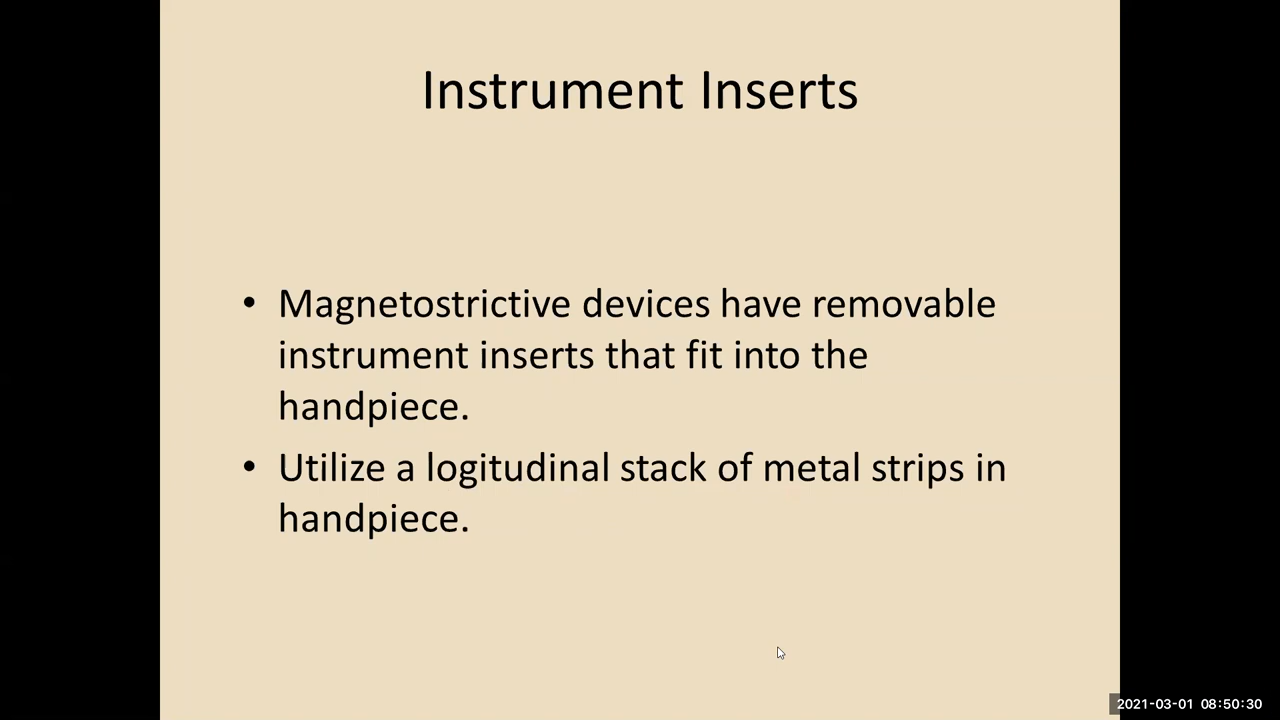 Instrument Inserts
• Magnetostrictive devices have removable
instrument inserts that fit into the
handpiece.
• Utilize a logitudinal stack of metal strips in
handpiece.
2021-03-01 08:50:30